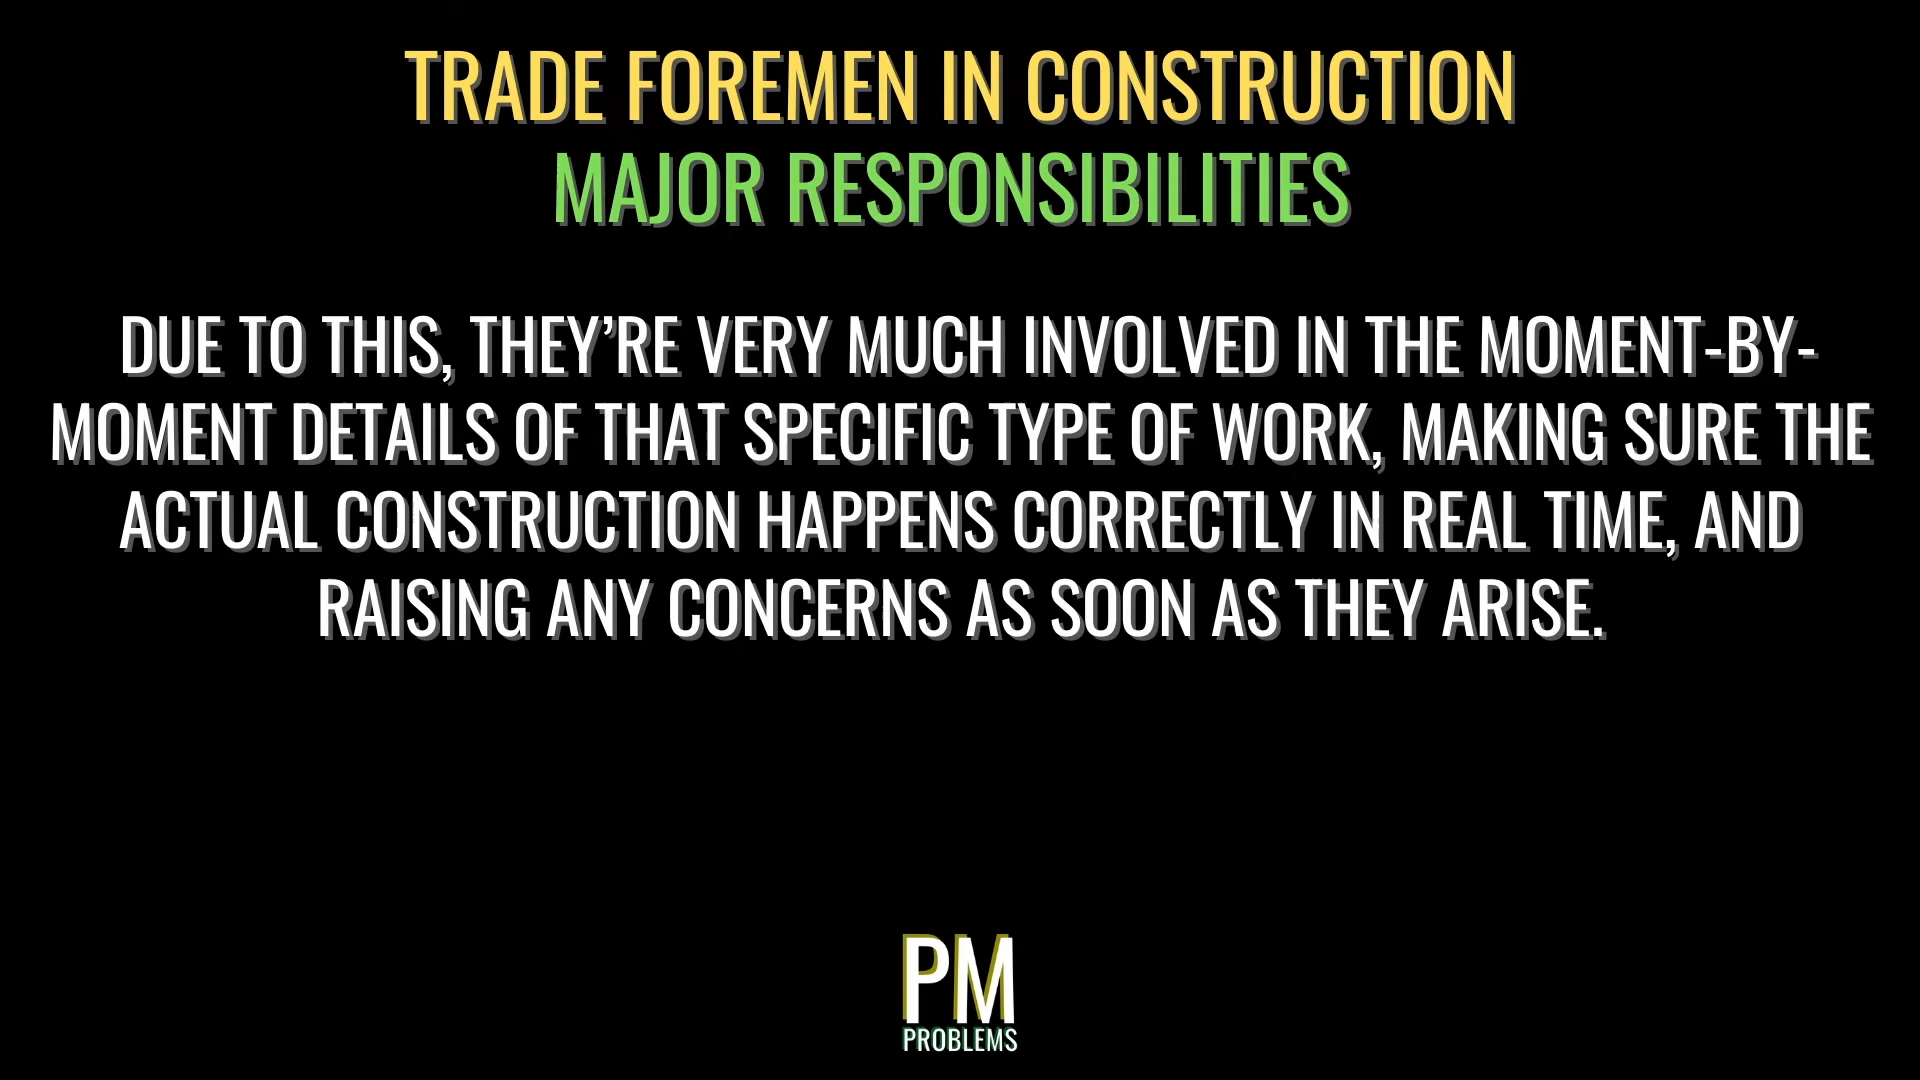 TRADE FOREMEN IN CONSTRUCTION
MAJOR RESPONSIBILITIES
DUE TO THIS, THEY’RE VERY MUCH INVOLVED IN THE MOMENT-BY-
MOMENT DETAILS OF THAT SPECIFIC TYPE OF WORK, MAKING SURE THE
ACTUAL CONSTRUCTION HAPPENS CORRECTLY IN REAL TIME, AND
RAISING ANY CONCERNS AS SOON AS THEY ARISE.
PM
PROBLEMS